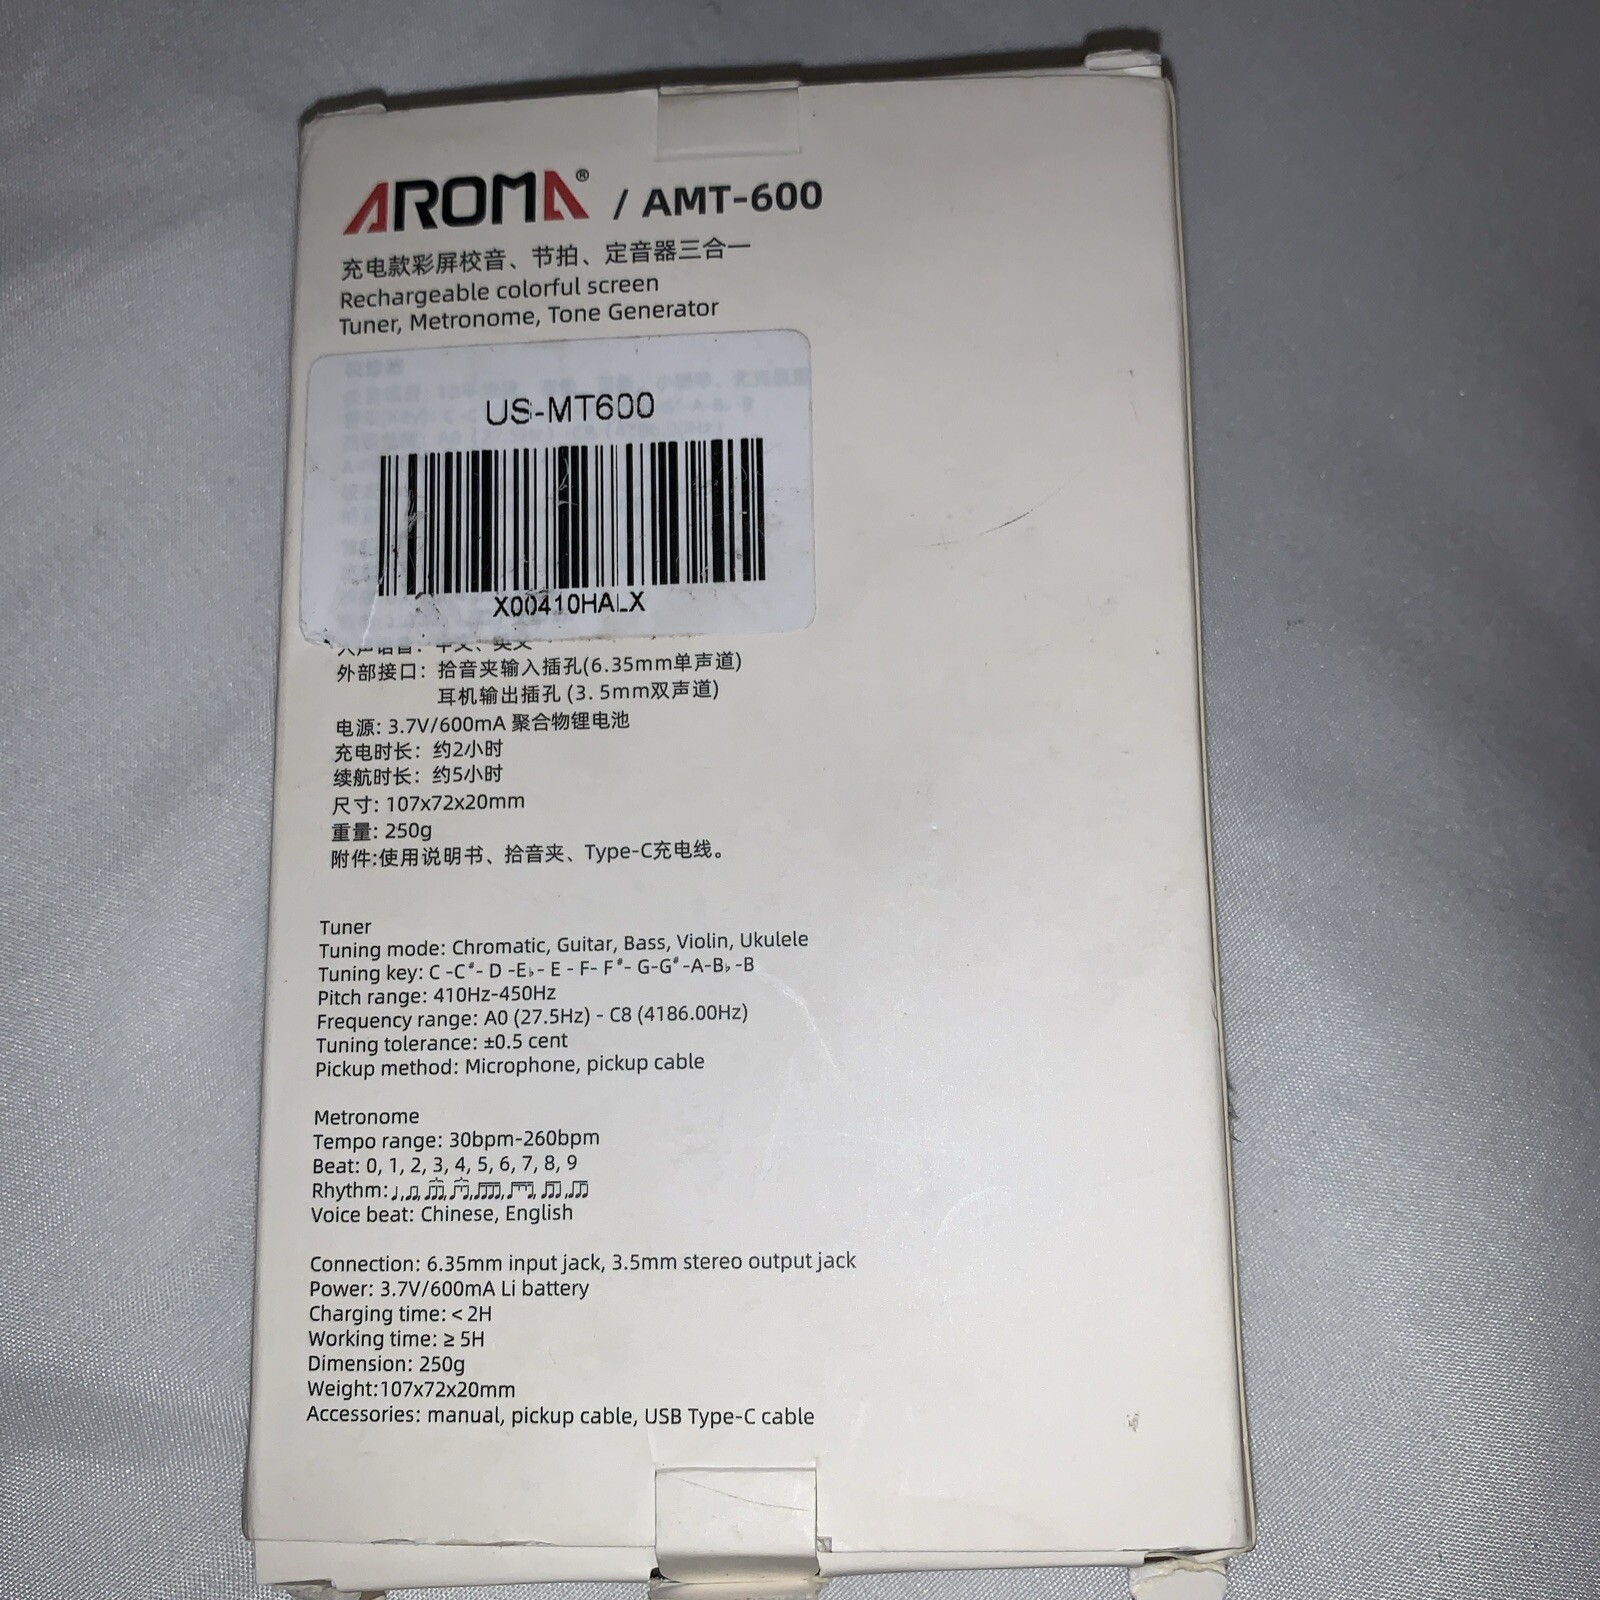 AROMA® / AMT-600
充电款彩屏校音、节拍、定音器三合一
Rechargeable colorful screen
Tuner, Metronome, Tone Generator
US-MT600
X00410HALX
人声语音：中文、英文
外部接口：拾音夹输入插孔(6.35mm单声道)
耳机输出插孔 (3.5mm双声道)
电源: 3.7V/600mA 聚合物锂电池
充电时长：约2小时
续航时长：约5小时
尺寸: 107x72x20mm
重量: 250g
附件:使用说明书、拾音夹、Type-C充电线。
Tuner
Tuning mode: Chromatic, Guitar, Bass, Violin, Ukulele
Tuning key: C -C#- D -E♭- E - F- F#- G-G# -A-B♭ -B
Pitch range: 410Hz-450Hz
Frequency range: A0 (27.5Hz) - C8 (4186.00Hz)
Tuning tolerance: ±0.5 cent
Pickup method: Microphone, pickup cable
Metronome
Tempo range: 30bpm-260bpm
Beat: 0, 1, 2, 3, 4, 5, 6, 7, 8, 9
Rhythm:
Voice beat: Chinese, English
Connection: 6.35mm input jack, 3.5mm stereo output jack
Power: 3.7V/600mA Li battery
Charging time: < 2H
Working time: ≥ 5H
Dimension: 250g
Weight:107x72x20mm
Accessories: manual, pickup cable, USB Type-C cable